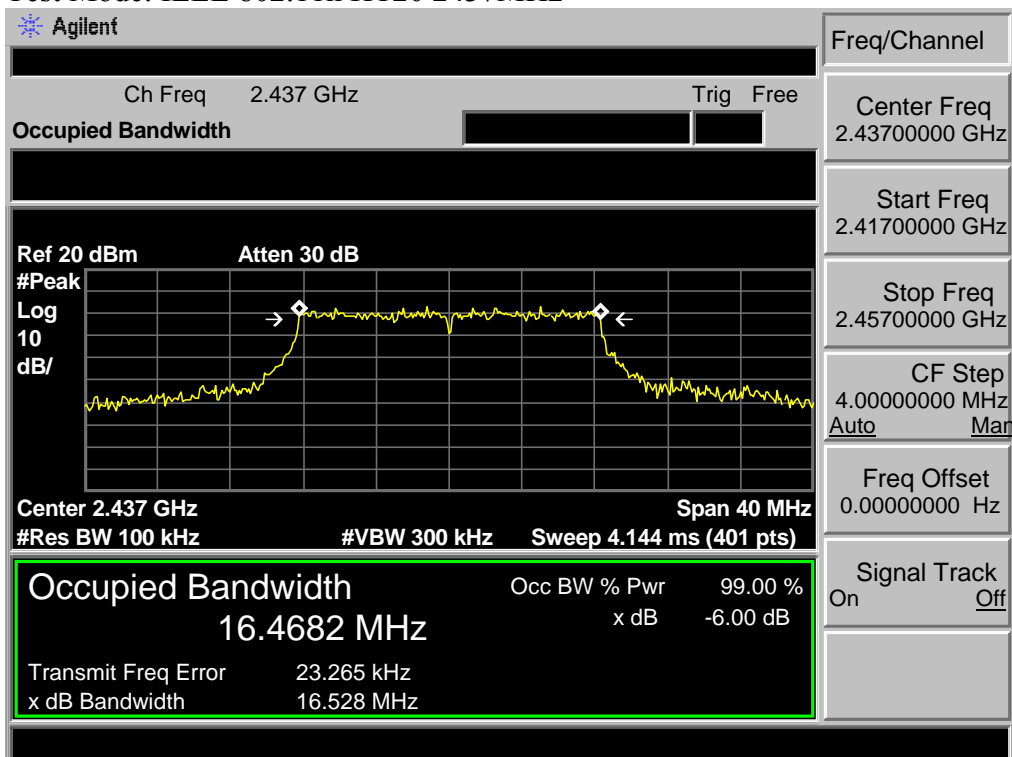 Agilent
Freq/Channel
Ch Freq 2.437 GHz Trig Free
Occupied Bandwidth
Center Freq
2.43700000 GHz
Start Freq
2.41700000 GHz
Stop Freq
2.45700000 GHz
CF Step
4.00000000 MHz
Auto Man
Freq Offset
0.00000000 Hz
Signal Track
On Off
Ref 20 dBm Atten 30 dB
#Peak
Log
10
dB/
Center 2.437 GHz Span 40 MHz
#Res BW 100 kHz #VBW 300 kHz Sweep 4.144 ms (401 pts)
Occupied Bandwidth Occ BW % Pwr 99.00 %
16.4682 MHz x dB -6.00 dB
Transmit Freq Error 23.265 kHz
x dB Bandwidth 16.528 MHz